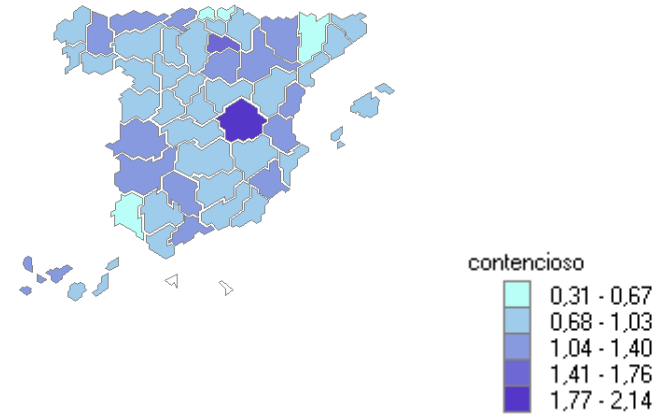 contencioso
0,31 - 0,67
0,68 - 1,03
1,04 - 1,40
1,41 - 1,76
1,77 - 2,14